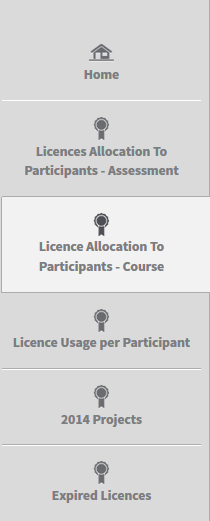 Home
Licences Allocation To
Participants - Assessment
Licence Allocation To
Participants - Course
Licence Usage per Participant
2014 Projects
Expired Licences